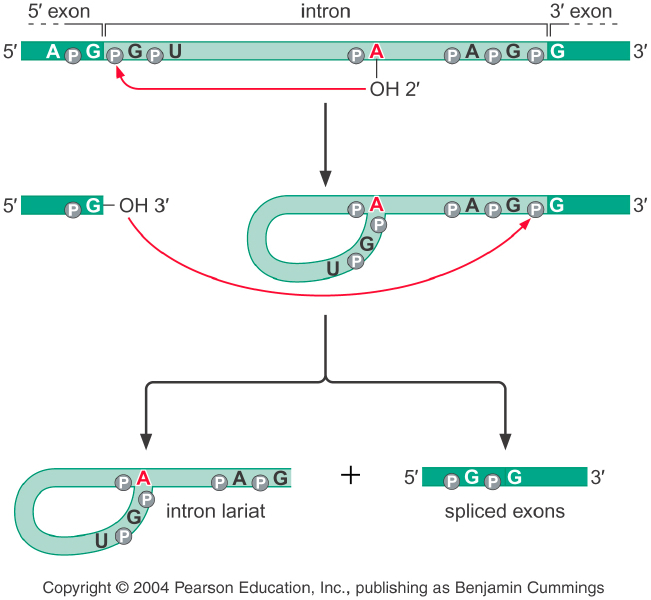 5′ exon intron 3′ exon
5′ A P G P G P U P A P A P G P G 3′
OH 2′
5′ P G OH 3′ P A P A P G P G 3′
P
G
U P
P A P A P G + 5′ P G P G 3′
P intron lariat spliced exons
G
U P
Copyright © 2004 Pearson Education, Inc., publishing as Benjamin Cummings